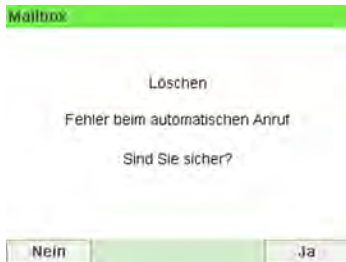 Mailbox
Löschen
Fehler beim automatischen Anruf
Sind Sie sicher?
Nein Ja